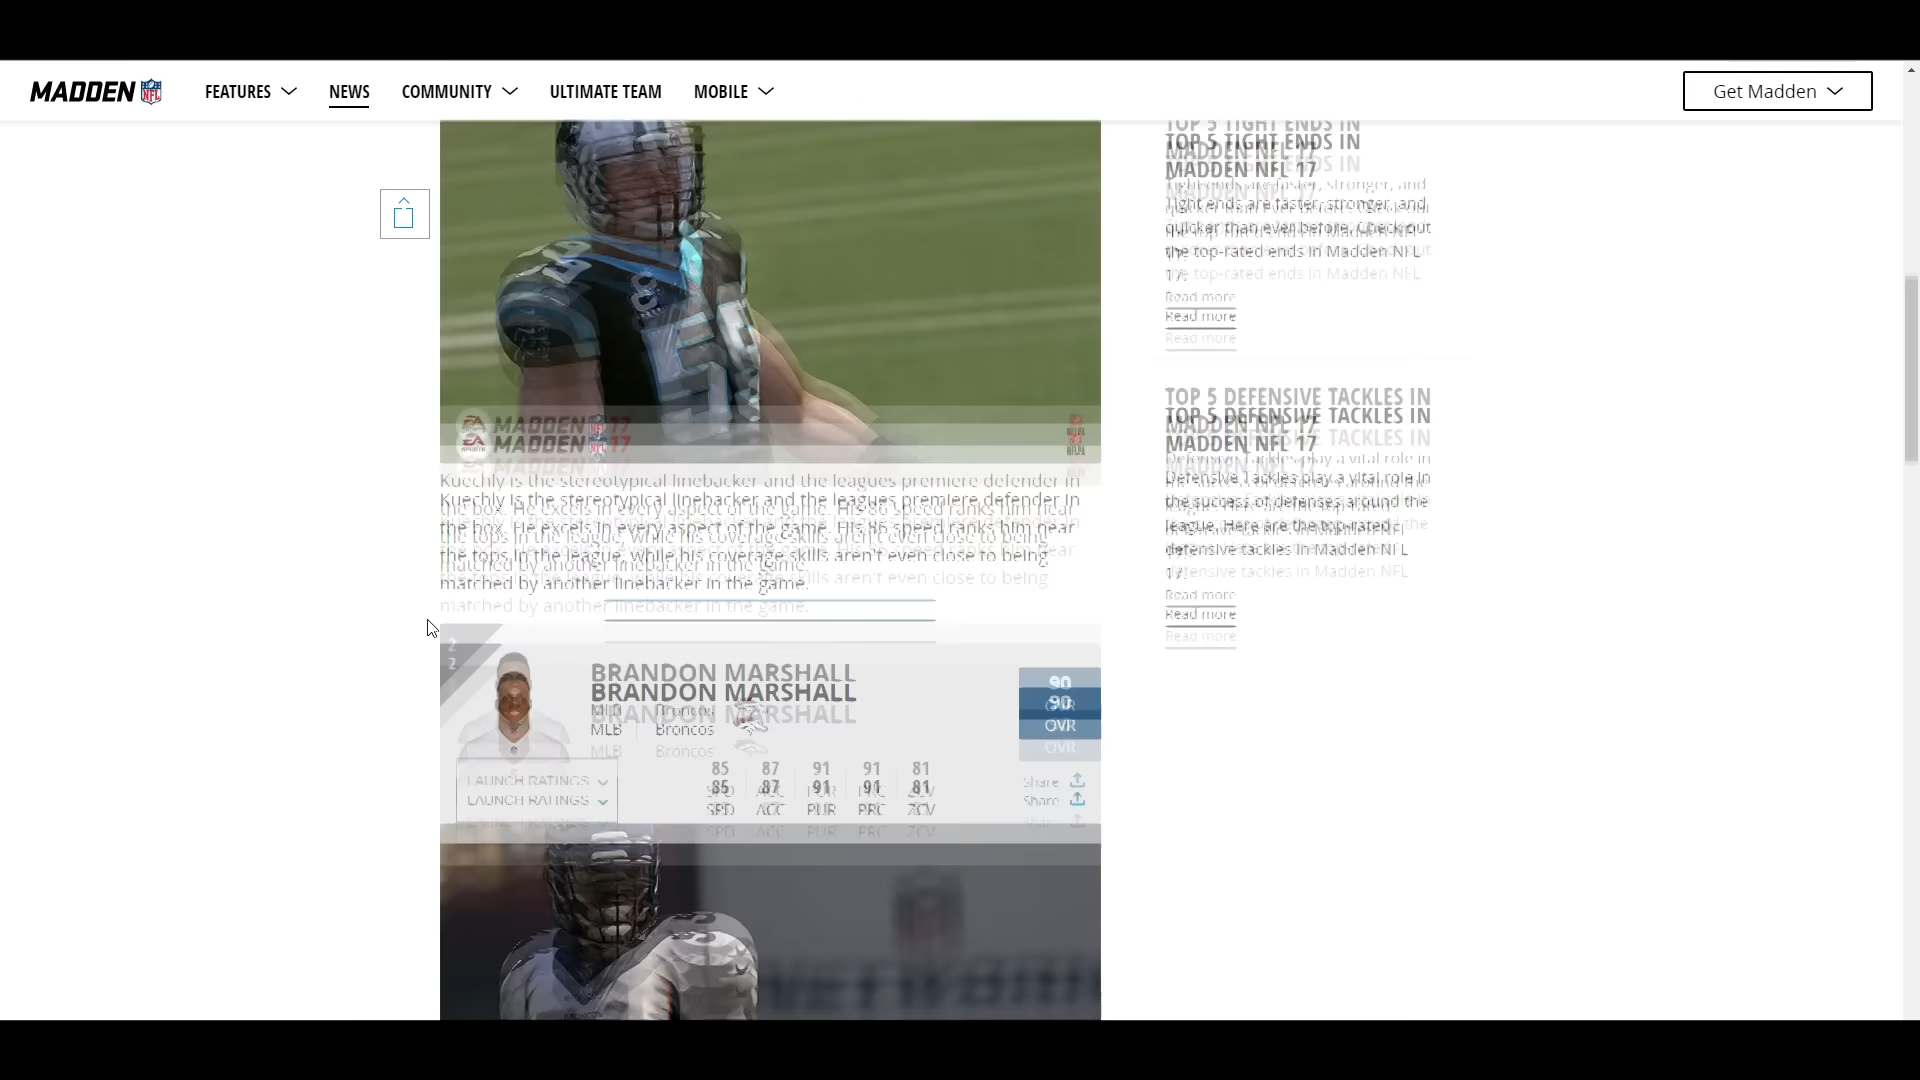 MADDEN NFL
FEATURES
NEWS
COMMUNITY
ULTIMATE TEAM
MOBILE
Get Madden
59
EA SPORTS MADDEN NFL 17
Kuechly is the stereotypical linebacker and the leagues premiere defender in
the box. He excels in every aspect of the game. His 86 speed ranks him near
the tops in the league, while his coverage skills aren't even close to being
matched by another linebacker in the game.
2
BRANDON MARSHALL
MLB Broncos
90
OVR
LAUNCH RATINGS
85 87 91 91 81
SPD ACC PUR PRC ZCV
Share
TOP 5 TIGHT ENDS IN
MADDEN NFL 17
Tight ends are faster, stronger, and
quicker than ever before. Check out
the top-rated ends in Madden NFL
17.
Read more
TOP 5 DEFENSIVE TACKLES IN
MADDEN NFL 17
Defensive Tackles play a vital role in
the success of defenses around the
league. Here are the top-rated
defensive tackles in Madden NFL
17.
Read more